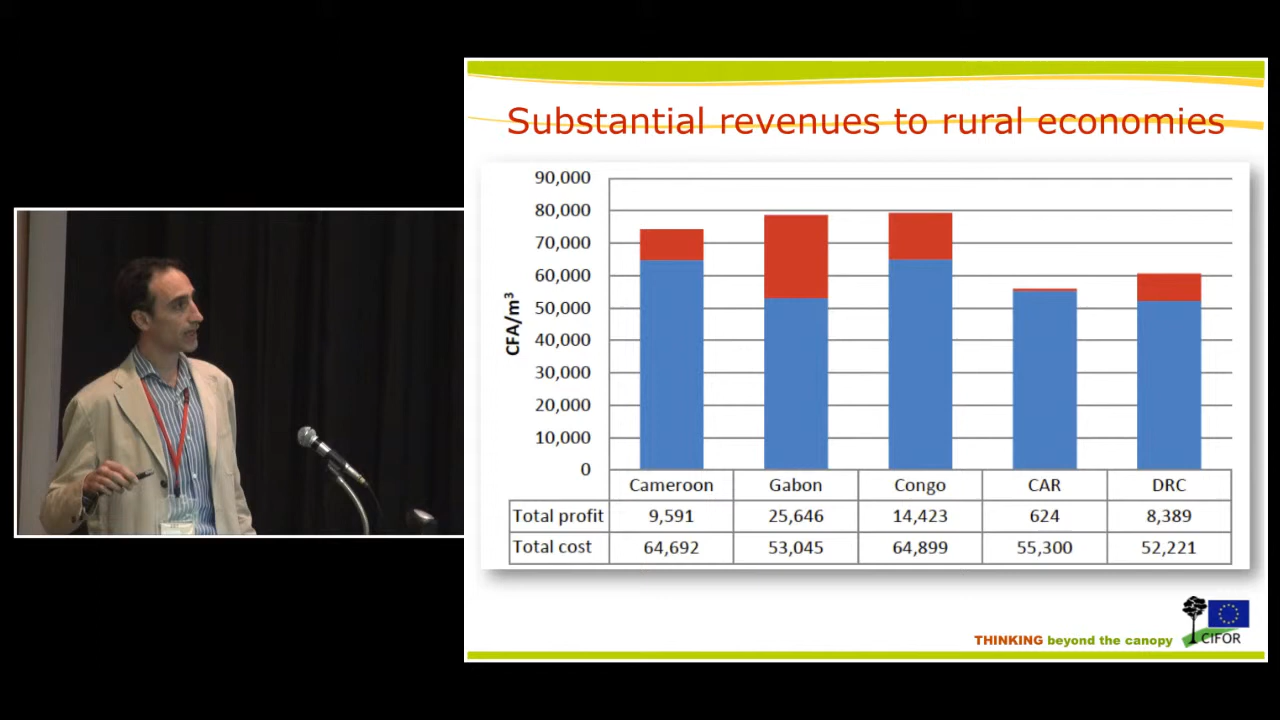 Substantial revenues to rural economies
90,000
80,000
70,000
60,000
50,000
40,000
30,000
20,000
10,000
0
CFA/m³
Cameroon Gabon Congo CAR DRC
Total profit 9,591 25,646 14,423 624 8,389
Total cost 64,692 53,045 64,899 55,300 52,221
THINKING beyond the canopy
CIFOR